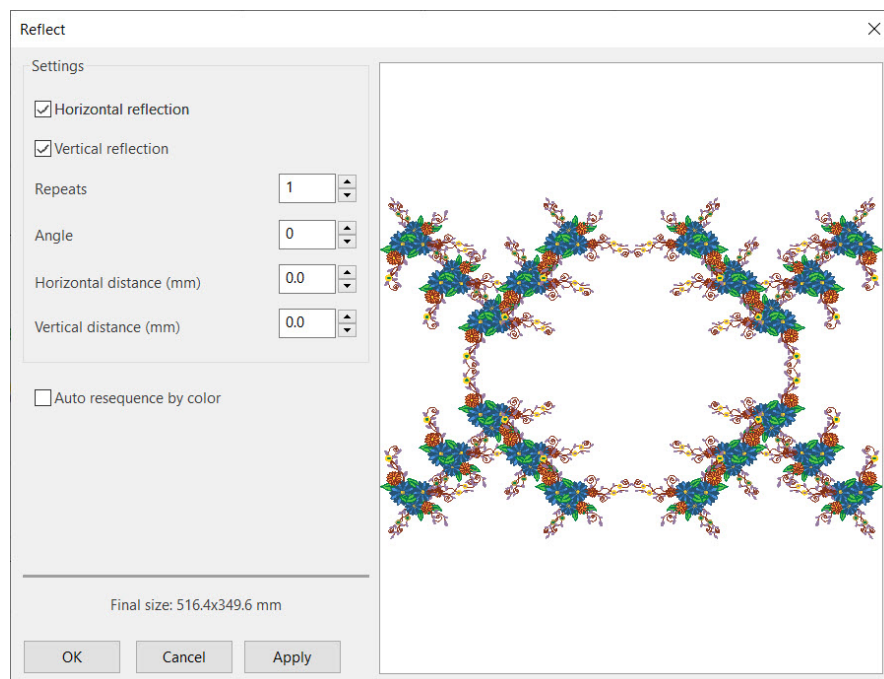 Reflect
Settings
Horizontal reflection
Vertical reflection
Repeats 1
Angle 0
Horizontal distance (mm) 0.0
Vertical distance (mm) 0.0
Auto resequence by color
Final size: 516.4x349.6 mm
OK Cancel Apply